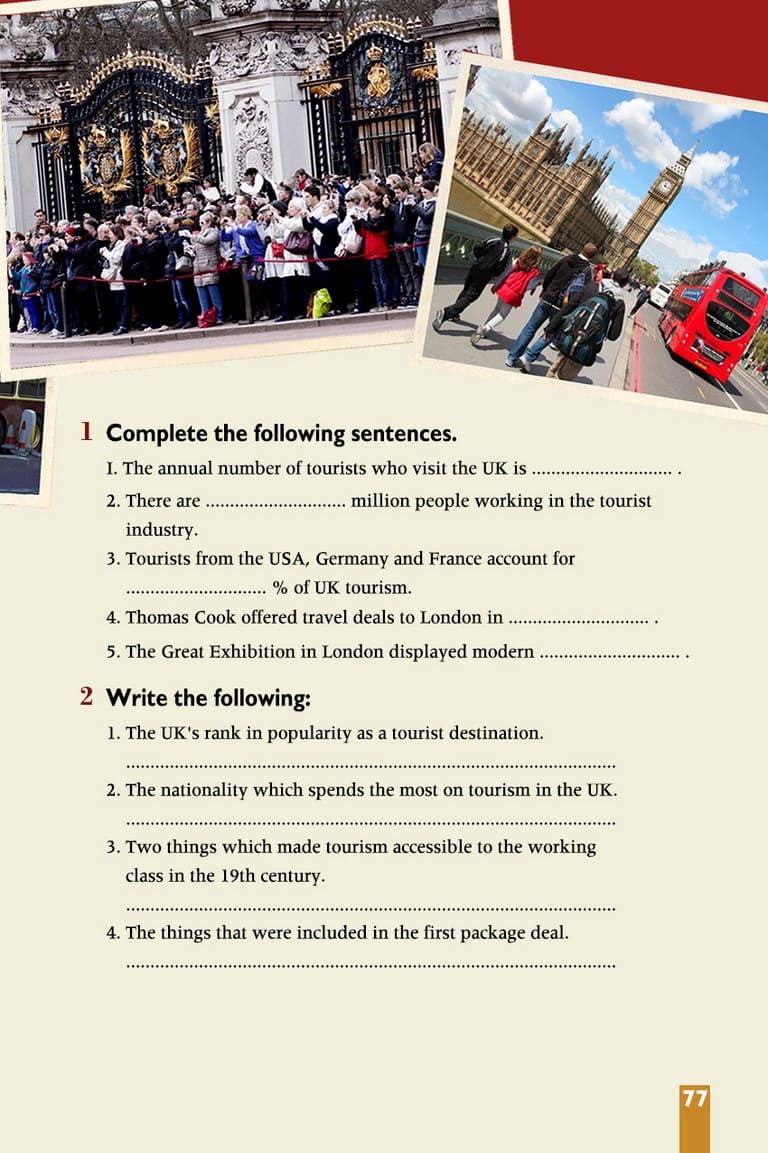 1 Complete the following sentences.
I. The annual number of tourists who visit the UK is ............................. .
2. There are ............................. million people working in the tourist
industry.
3. Tourists from the USA, Germany and France account for
............................. % of UK tourism.
4. Thomas Cook offered travel deals to London in ............................. .
5. The Great Exhibition in London displayed modern ............................. .
2 Write the following:
1. The UK's rank in popularity as a tourist destination.
.....................................................................................................
2. The nationality which spends the most on tourism in the UK.
.....................................................................................................
3. Two things which made tourism accessible to the working
class in the 19th century.
.....................................................................................................
4. The things that were included in the first package deal.
.....................................................................................................
77